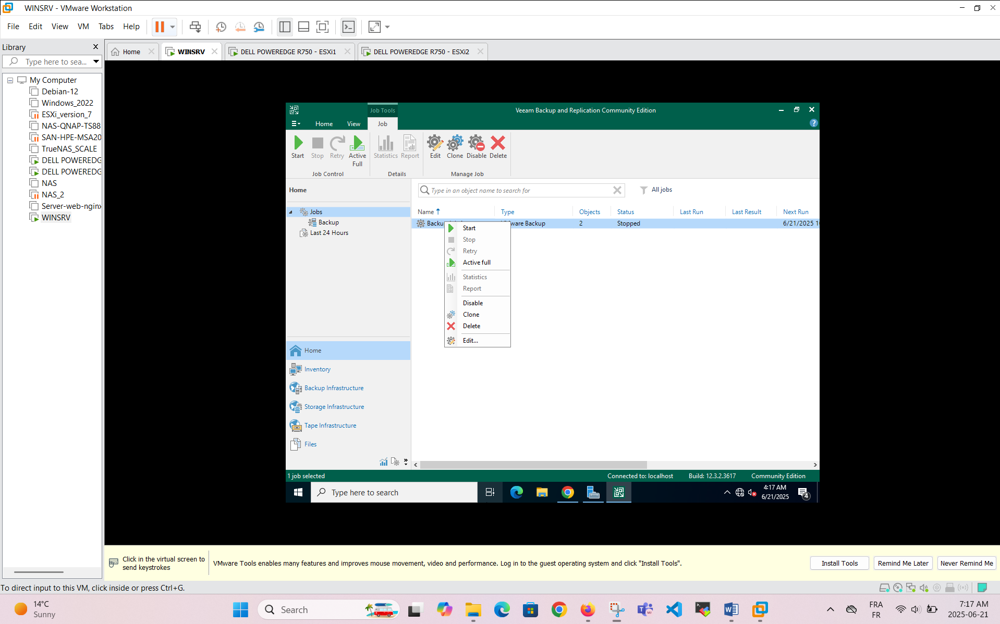 WINSRV - VMware Workstation
File Edit View VM Tabs Help
Library
Type here to sea...
My Computer
Debian-12
Windows_2022
ESXi_version_7
NAS-QNAP-TS88
SAN-HPE-MSA20
TrueNAS_SCALE
DELL POWEREDG
DELL POWEREDG
NAS
NAS_2
Server-web-nginx
WINSRV
Home
WINSRV
DELL POWEREDGE R750 - ESXi1
DELL POWEREDGE R750 - ESXi2
Job Tools
Veeam Backup and Replication Community Edition
Home View Job
Start Stop Retry Active Full
Statistics Report
Edit Clone Disable Delete
Job Control Details Manage Job
Home
Type in an object name to search for
All jobs
Jobs
Backup
Last 24 Hours
Name Type Objects Status Last Run Last Result Next Run
Backu ware Backup 2 Stopped 6/21/2025 1
Start
Stop
Retry
Active full
Statistics
Report
Disable
Clone
Delete
Edit...
Home
Inventory
Backup Infrastructure
Storage Infrastructure
Tape Infrastructure
Files
1 job selected
Connected to: localhost Build: 12.3.2.3617 Community Edition
Type here to search
4:17 AM
6/21/2025
4
Click in the virtual screen to
send keystrokes
VMware Tools enables many features and improves mouse movement, video and performance. Log in to the guest operating system and click "Install Tools".
Install Tools Remind Me Later Never Remind Me
To direct input to this VM, click inside or press Ctrl+G.
14°C
Sunny
Search
FRA
FR
7:17 AM
2025-06-21